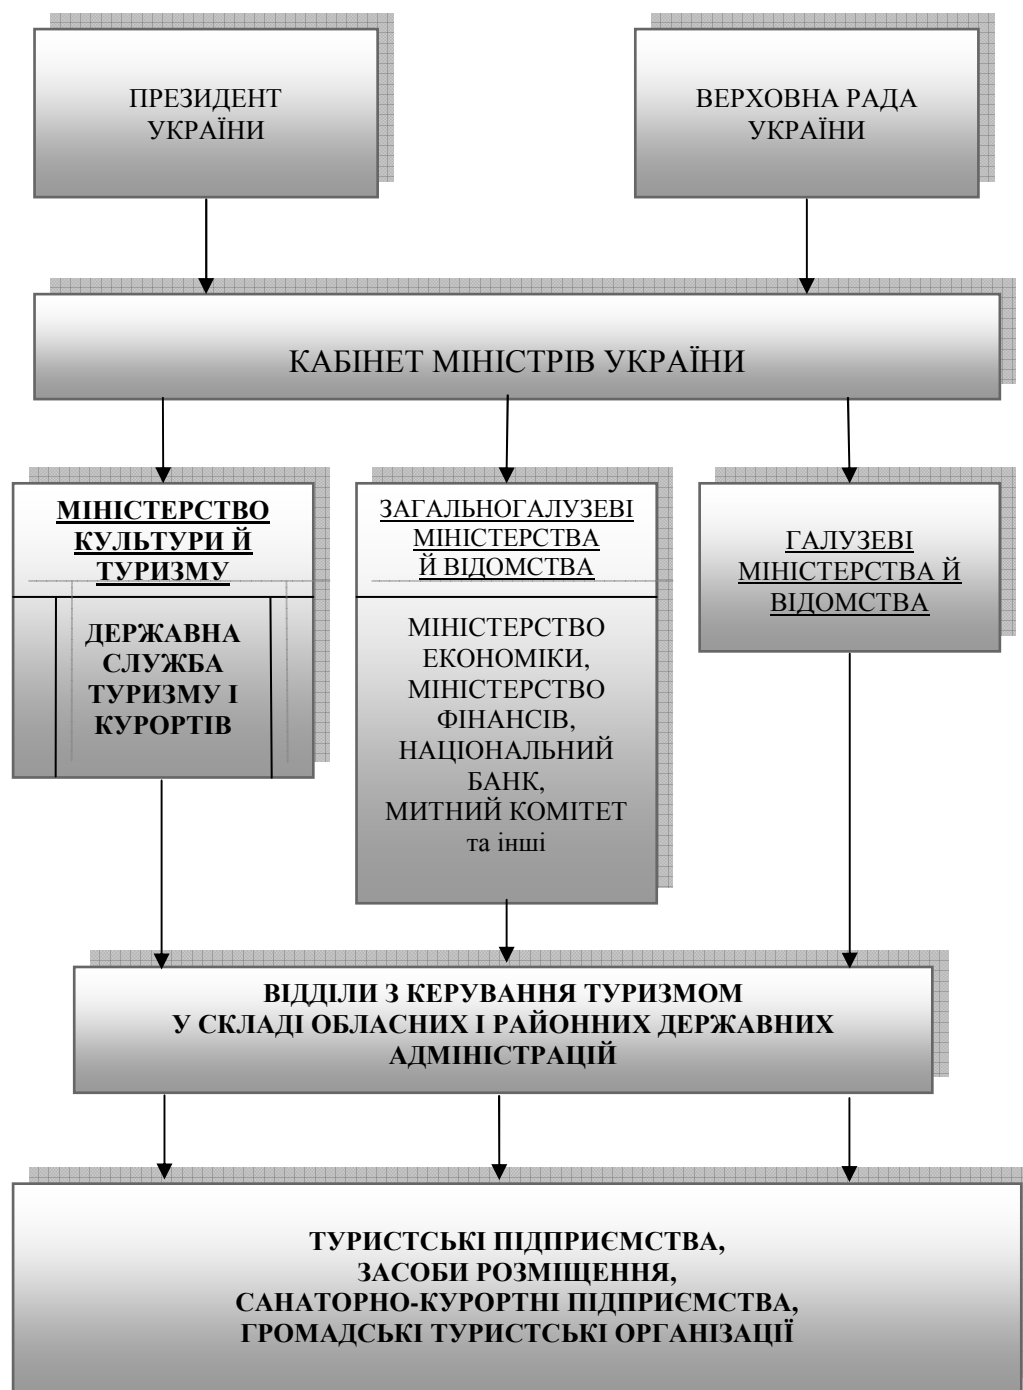 ПРЕЗИДЕНТ
УКРАЇНИ
ВЕРХОВНА РАДА
УКРАЇНИ
КАБІНЕТ МІНІСТРІВ УКРАЇНИ
МІНІСТЕРСТВО
КУЛЬТУРИ Й
ТУРИЗМУ
ДЕРЖАВНА
СЛУЖБА
ТУРИЗМУ І
КУРОРТІВ
ЗАГАЛЬНОГАЛУЗЕВІ
МІНІСТЕРСТВА
Й ВІДОМСТВА
МІНІСТЕРСТВО
ЕКОНОМІКИ,
МІНІСТЕРСТВО
ФІНАНСІВ,
НАЦІОНАЛЬНИЙ
БАНК,
МИТНИЙ КОМІТЕТ
та інші
ГАЛУЗЕВІ
МІНІСТЕРСТВА Й
ВІДОМСТВА
ВІДДІЛИ З КЕРУВАННЯ ТУРИЗМОМ
У СКЛАДІ ОБЛАСНИХ І РАЙОННИХ ДЕРЖАВНИХ
АДМІНІСТРАЦІЙ
ТУРИСТСЬКІ ПІДПРИЄМСТВА,
ЗАСОБИ РОЗМІЩЕННЯ,
САНАТОРНО-КУРОРТНІ ПІДПРИЄМСТВА,
ГРОМАДСЬКІ ТУРИСТСЬКІ ОРГАНІЗАЦІЇ